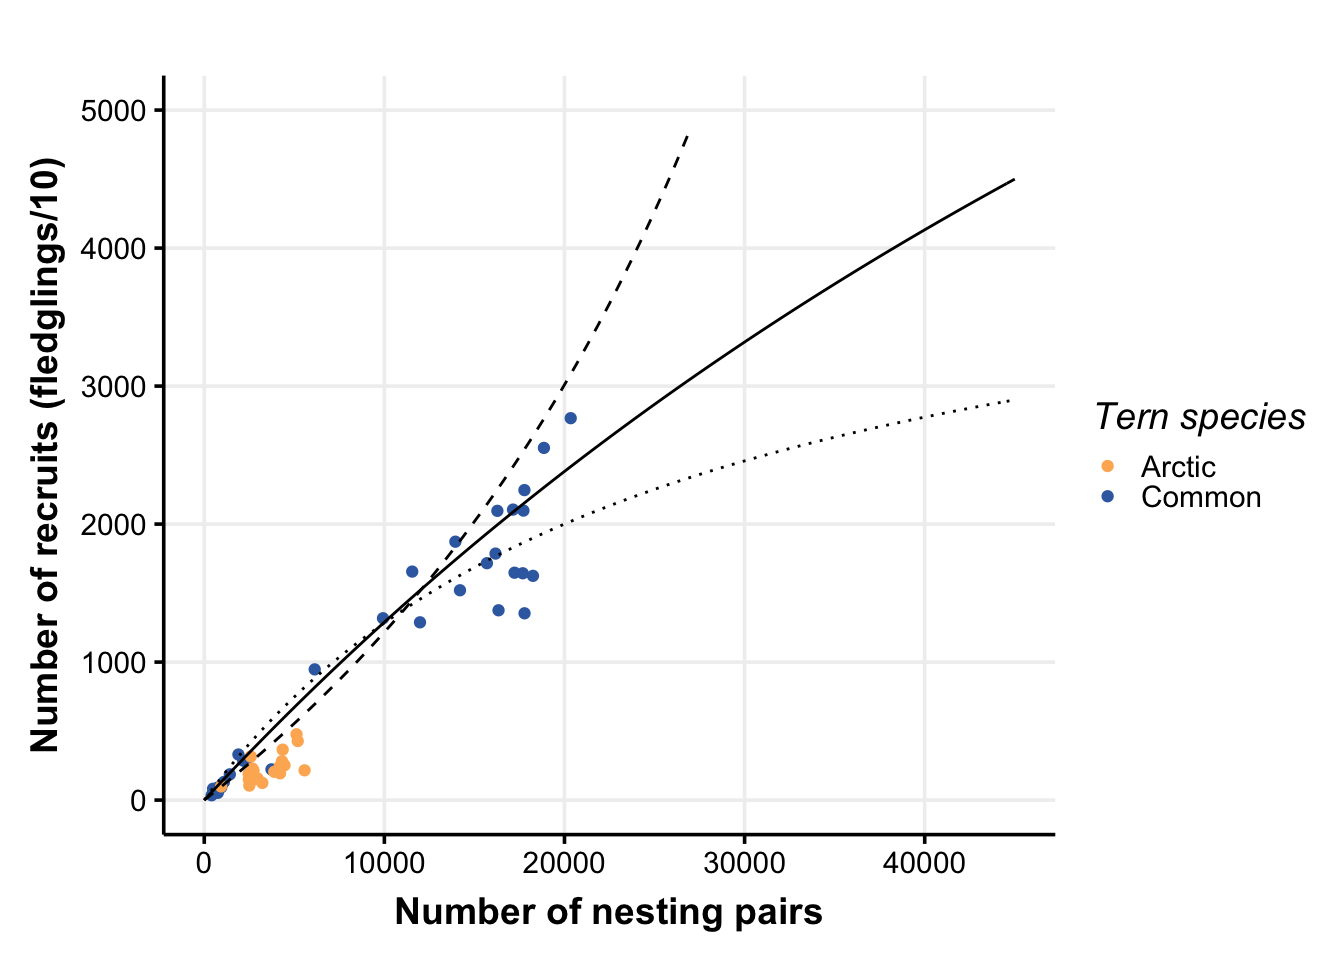 Number of recruits (fledglings/10)
5000
4000
3000
2000
1000
0
0 10000 20000 30000 40000
Number of nesting pairs
Tern species
Arctic
Common